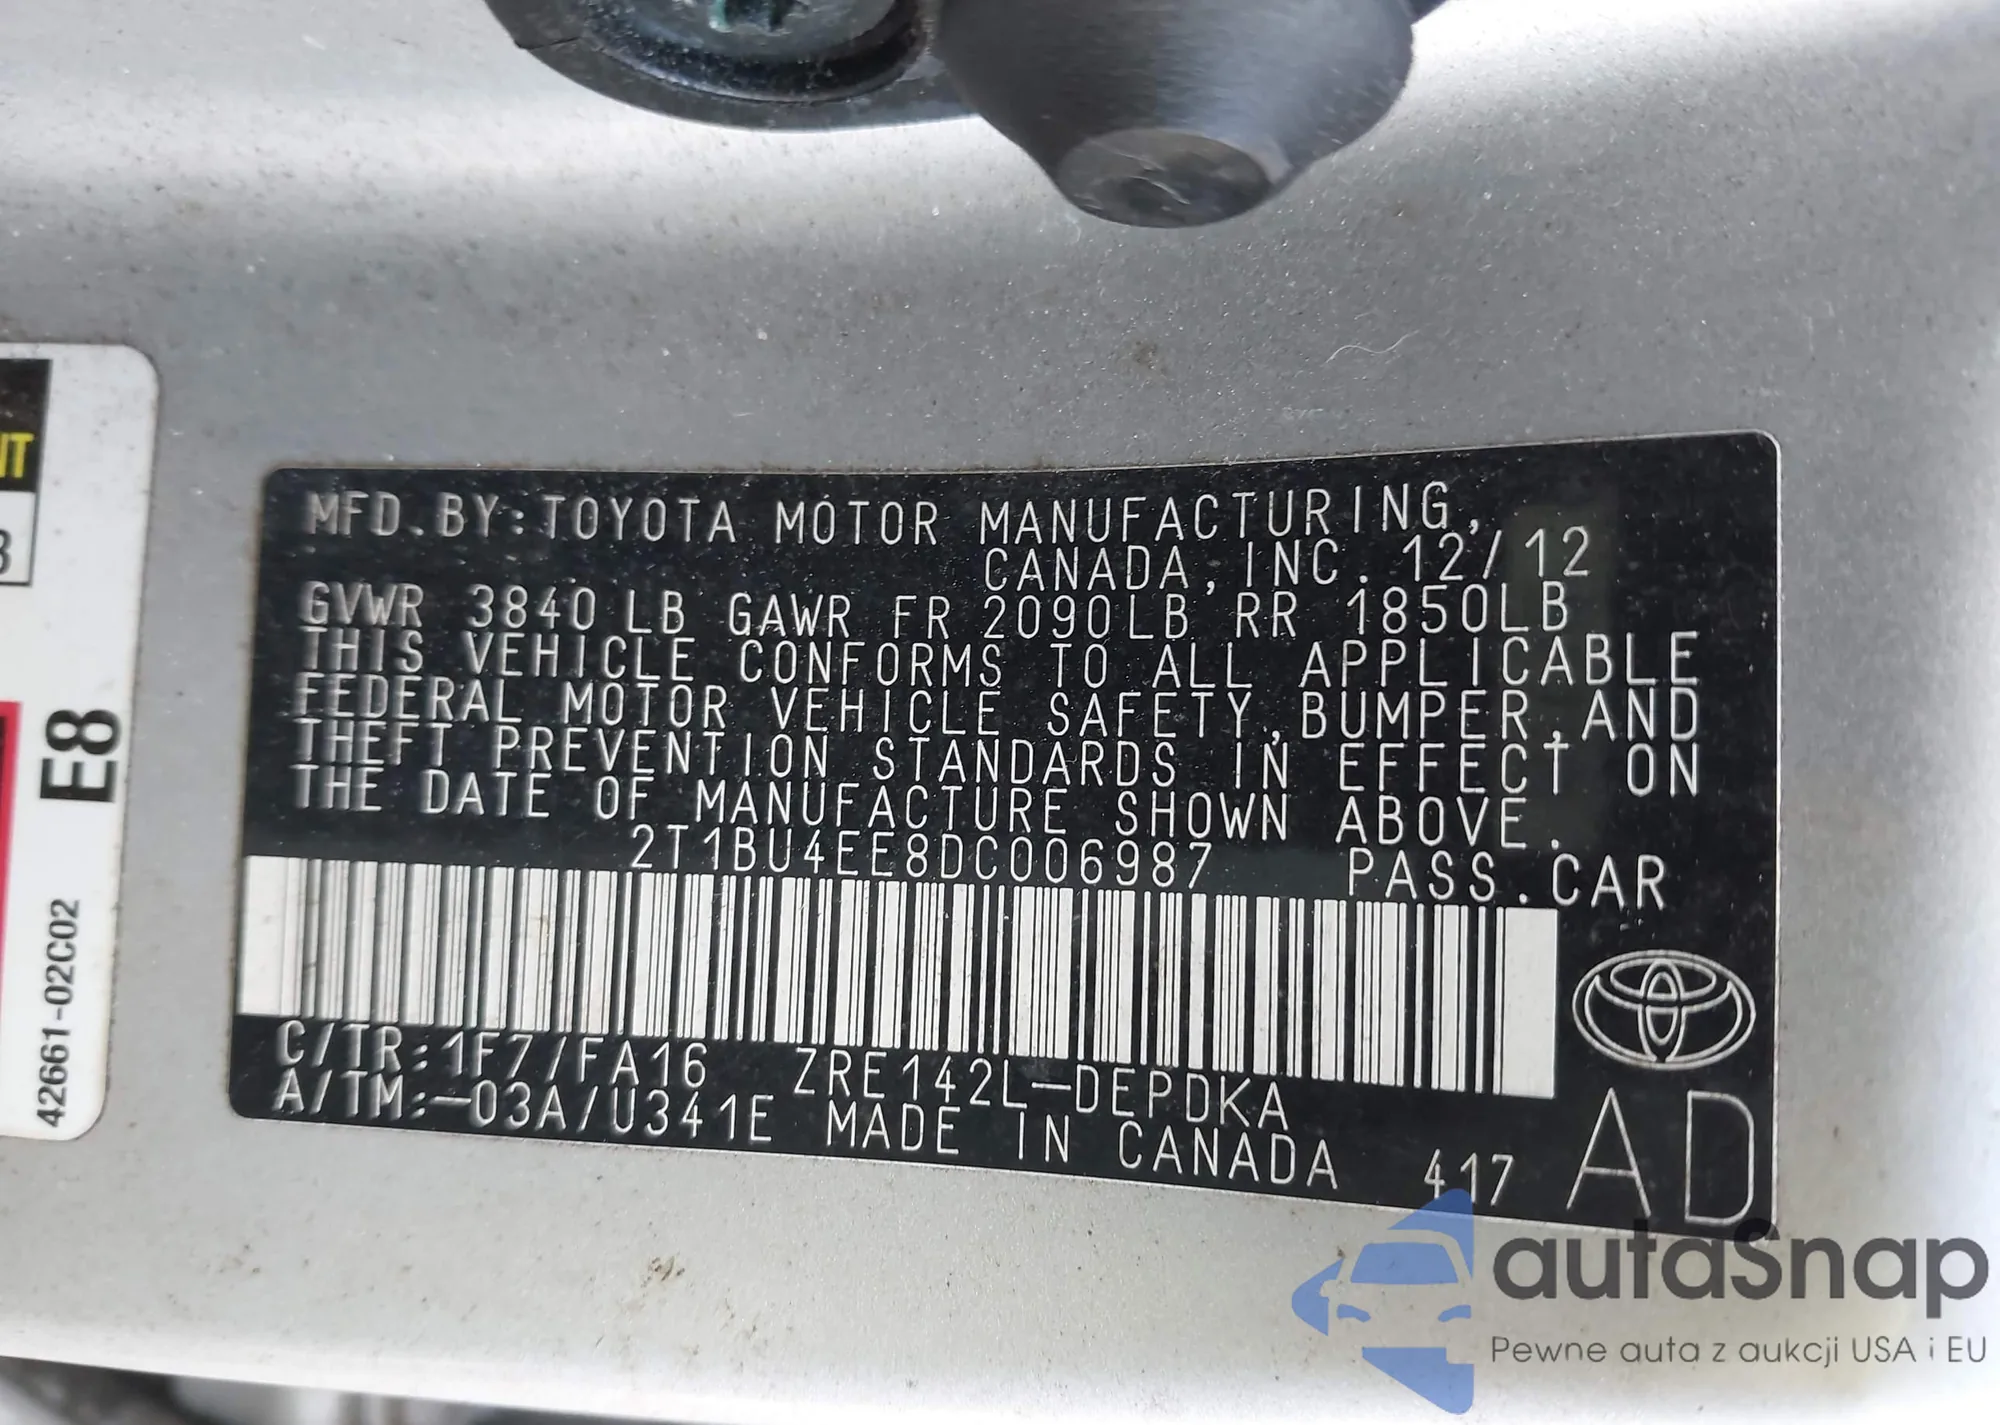 MFD.BY:TOYOTA MOTOR MANUFACTURING,
CANADA,INC. 12/12
GVWR 3840 LB GAWR FR 2090LB RR 1850LB
THIS VEHICLE CONFORMS TO ALL APPLICABLE
FEDERAL MOTOR VEHICLE SAFETY,BUMPER,AND
THEFT PREVENTION STANDARDS IN EFFECT ON
THE DATE OF MANUFACTURE SHOWN ABOVE.
2T1BU4EE8DC006987 PASS.CAR
C/TR:1F7/FA16 ZRE142L-DEPDKA
A/TM:-03A/U341E MADE IN CANADA 417 AD
NT
3
E8
42661-02C02
autaSnap
Pewne auta z aukcji USA i EU